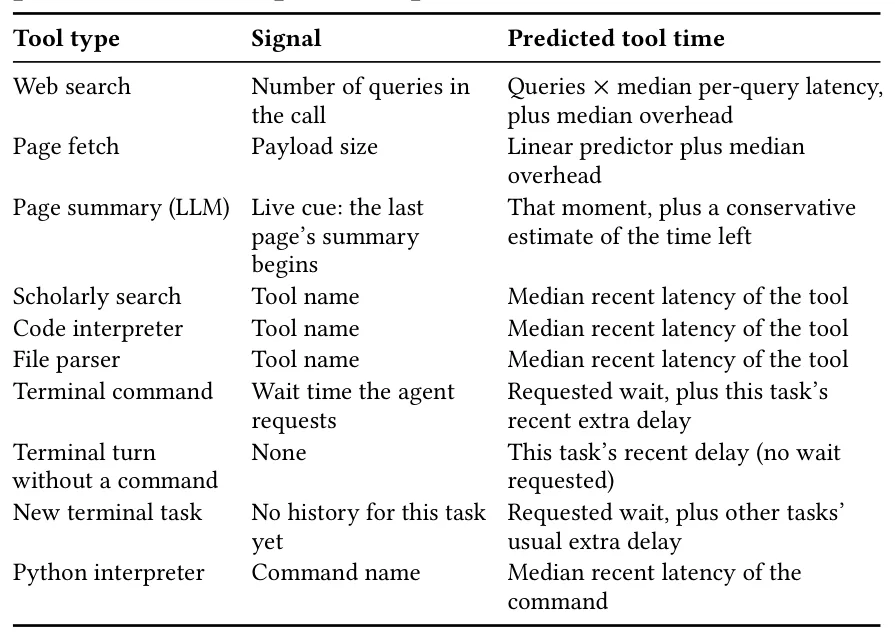 Tool type Signal Predicted tool time
Web search Number of queries in Queries × median per-query latency,
the call plus median overhead
Page fetch Payload size Linear predictor plus median
overhead
Page summary (LLM) Live cue: the last That moment, plus a conservative
page’s summary estimate of the time left
begins
Scholarly search Tool name Median recent latency of the tool
Code interpreter Tool name Median recent latency of the tool
File parser Tool name Median recent latency of the tool
Terminal command Wait time the agent Requested wait, plus this task’s
requests recent extra delay
Terminal turn None This task’s recent delay (no wait
without a command requested)
New terminal task No history for this task Requested wait, plus other tasks’
yet usual extra delay
Python interpreter Command name Median recent latency of the
command